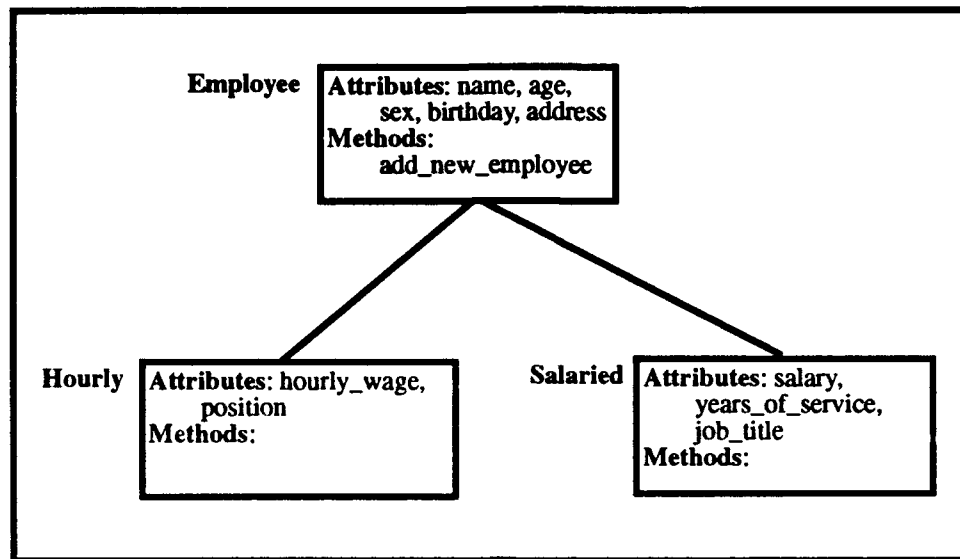 Employee
Attributes: name, age,
sex, birthday, address
Methods:
add_new_employee
Hourly
Attributes: hourly_wage,
position
Methods:
Salaried
Attributes: salary,
years_of_service,
job_title
Methods: